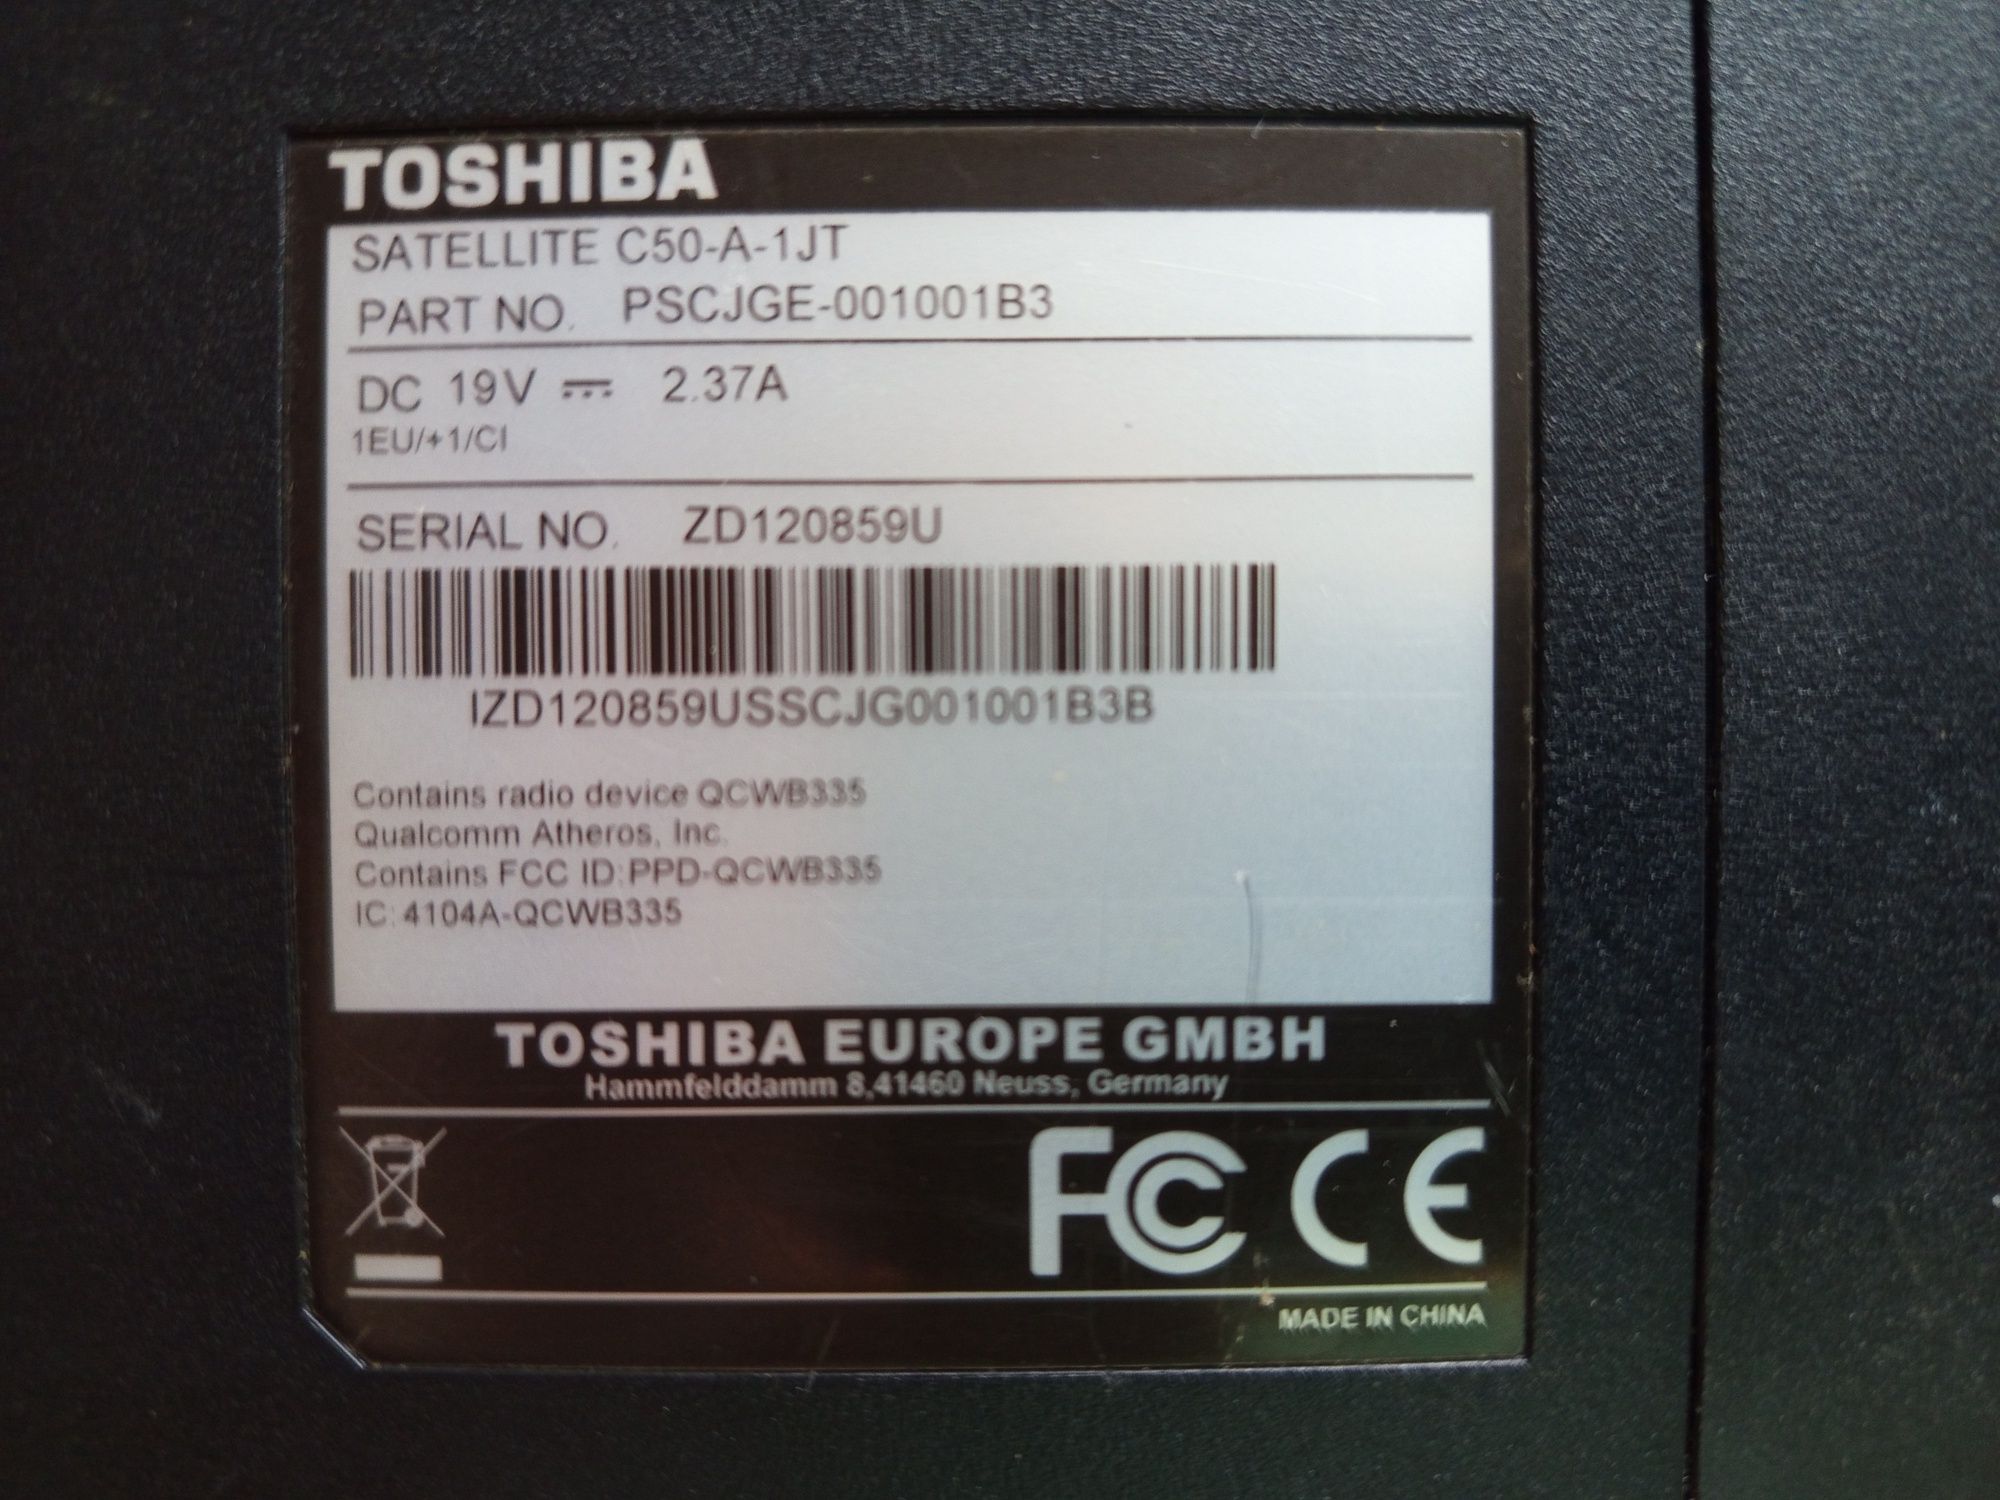 TOSHIBA
SATELLITE C50-A-1JT
PART NO. PSCJGE-001001B3
DC 19V ⎓ 2.37A
1EU/+1/CI
SERIAL NO. ZD120859U
IZD120859USSCJG001001B3B
Contains radio device QCWB335
Qualcomm Atheros, Inc.
Contains FCC ID:PPD-QCWB335
IC: 4104A-QCWB335
TOSHIBA EUROPE GMBH
Hammfelddamm 8,41460 Neuss, Germany
FC CE
MADE IN CHINA